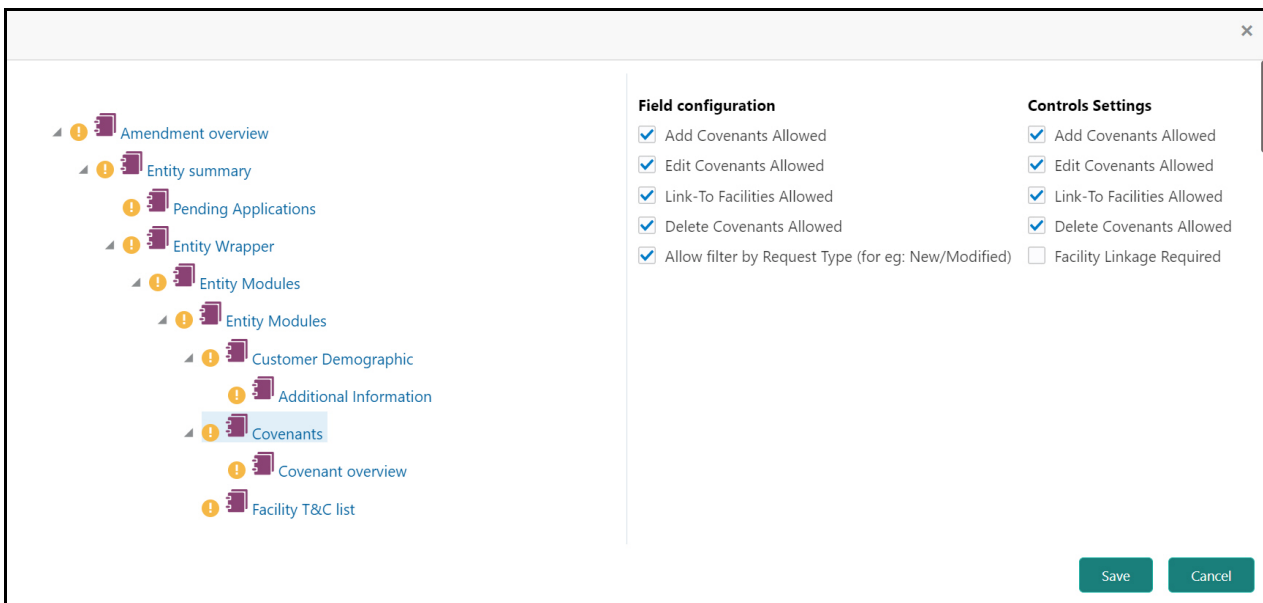 ×
Amendment overview
Entity summary
Pending Applications
Entity Wrapper
Entity Modules
Entity Modules
Customer Demographic
Additional Information
Covenants
Covenant overview
Facility T&C list
Field configuration
Add Covenants Allowed
Edit Covenants Allowed
Link-To Facilities Allowed
Delete Covenants Allowed
Allow filter by Request Type (for eg: New/Modified)
Controls Settings
Add Covenants Allowed
Edit Covenants Allowed
Link-To Facilities Allowed
Delete Covenants Allowed
Facility Linkage Required
Save
Cancel